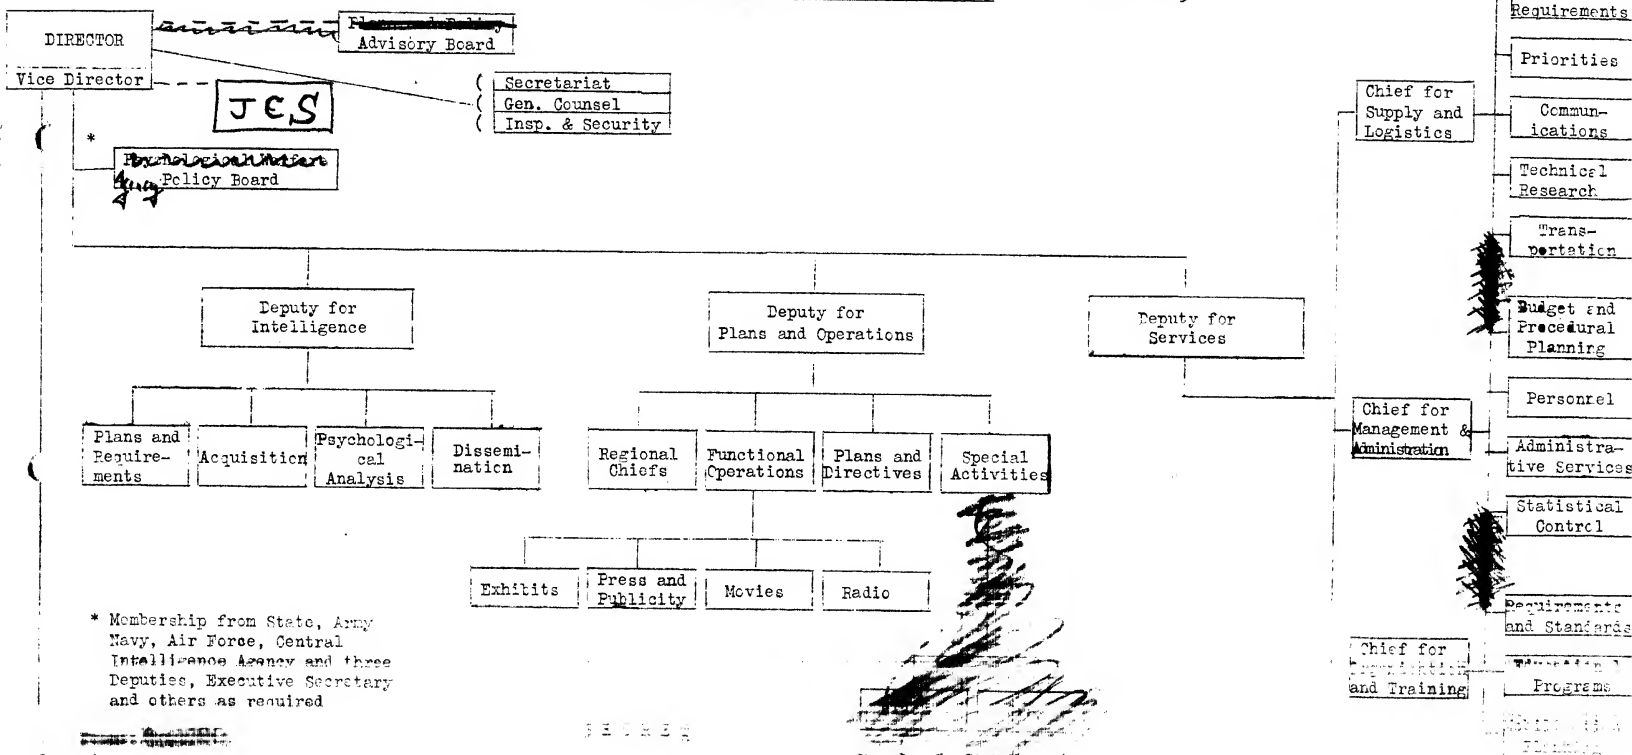 DIRECTOR
Vice Director
Advisory Board
JCS
( Secretariat
( Gen. Counsel
( Insp. & Security
*
Policy Board
Deputy for
Intelligence
Plans and
Require-
ments
Acquisition
Psychologi-
cal
Analysis
Dissemi-
nation
Deputy for
Plans and Operations
Regional
Chiefs
Functional
Operations
Plans and
Directives
Special
Activities
Exhibits
Press and
Publicity
Movies
Radio
Deputy for
Services
Chief for
Supply and
Logistics
Requirements
Priorities
Commun-
ications
Technical
Research
Trans-
portation
Chief for
Management &
Administration
Budget and
Procedural
Planning
Personnel
Administra-
tive Services
Statistical
Control
Requirements
and Standards
Chief for
and Training
Programs
* Membership from State, Army
Navy, Air Force, Central
Intelligence Agency and three
Deputies, Executive Secretary
and others as required
SECRET